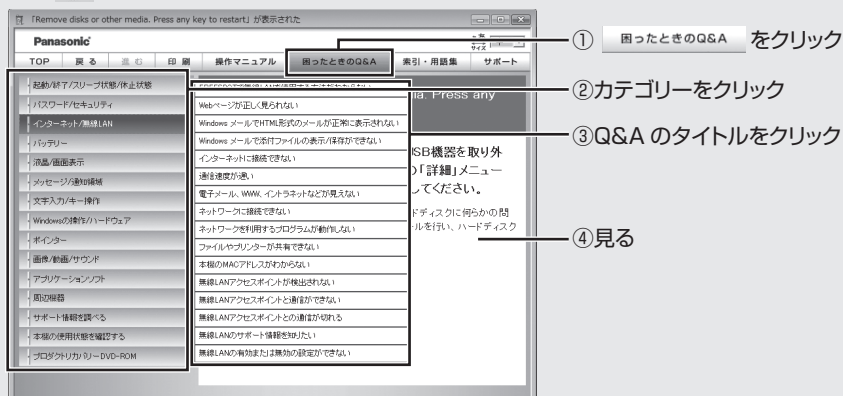 「Remove disks or other media. Press any key to restart」が表示された
Panasonic
文字
サイズ
TOP 戻る 進む 印刷 操作マニュアル 困ったときのQ&A 索引・用語集 サポート
起動/終了/スリープ状態/休止状態
パスワード/セキュリティ
インターネット/無線LAN
バッテリー
液晶/画面表示
メッセージ/通知領域
文字入力/キー操作
Windowsの操作/ハードウェア
ポインター
画像/動画/サウンド
アプリケーションソフト
周辺機器
サポート情報を調べる
本機の使用状態を確認する
プロダクトリカバリーDVD-ROM
Webページが正しく見られない
Windows メールでHTML形式のメールが正常に表示されない
Windows メールで添付ファイルの表示/保存ができない
インターネットに接続できない
通信速度が遅い
電子メール、WWW、イントラネットなどが見えない
ネットワークに接続できない
ネットワークを利用するプログラムが動作しない
ファイルやプリンターが共有できない
本機のMACアドレスがわからない
無線LANアクセスポイントが検出されない
無線LANアクセスポイントと通信ができない
無線LANアクセスポイントとの通信が切れる
無線LANのサポート情報を知りたい
無線LANの有効または無効の設定ができない
ia. Press any
SB機器を取り外
の「詳細」メニュー
してください。
ドディスクに何らかの問
ールを行い、ハードディスク
① 困ったときのQ&A をクリック
②カテゴリーをクリック
③Q&A のタイトルをクリック
④見る